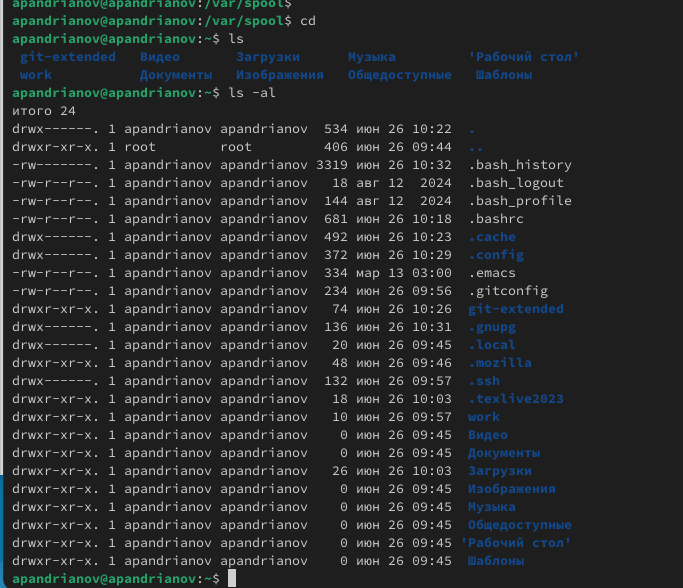 apandrianov@apandrianov:/var/spool$
apandrianov@apandrianov:/var/spool$ cd
apandrianov@apandrianov:~$ ls
git-extended Видео Загрузки Музыка 'Рабочий стол'
work Документы Изображения Общедоступные Шаблоны
apandrianov@apandrianov:~$ ls -al
итого 24
drwx------. 1 apandrianov apandrianov 534 июн 26 10:22 .
drwxr-xr-x. 1 root root 406 июн 26 09:44 ..
-rw-------. 1 apandrianov apandrianov 3319 июн 26 10:32 .bash_history
-rw-r--r--. 1 apandrianov apandrianov 18 авг 12 2024 .bash_logout
-rw-r--r--. 1 apandrianov apandrianov 144 авг 12 2024 .bash_profile
-rw-r--r--. 1 apandrianov apandrianov 681 июн 26 10:18 .bashrc
drwx------. 1 apandrianov apandrianov 492 июн 26 10:23 .cache
drwx------. 1 apandrianov apandrianov 372 июн 26 10:29 .config
-rw-r--r--. 1 apandrianov apandrianov 334 мар 13 03:00 .emacs
-rw-r--r--. 1 apandrianov apandrianov 234 июн 26 09:56 .gitconfig
drwxr-xr-x. 1 apandrianov apandrianov 74 июн 26 10:26 git-extended
drwx------. 1 apandrianov apandrianov 136 июн 26 10:31 .gnupg
drwx------. 1 apandrianov apandrianov 20 июн 26 09:45 .local
drwxr-xr-x. 1 apandrianov apandrianov 48 июн 26 09:46 .mozilla
drwx------. 1 apandrianov apandrianov 132 июн 26 09:57 .ssh
drwxr-xr-x. 1 apandrianov apandrianov 18 июн 26 10:03 .texlive2023
drwxr-xr-x. 1 apandrianov apandrianov 10 июн 26 09:57 work
drwxr-xr-x. 1 apandrianov apandrianov 0 июн 26 09:45 Видео
drwxr-xr-x. 1 apandrianov apandrianov 0 июн 26 09:45 Документы
drwxr-xr-x. 1 apandrianov apandrianov 26 июн 26 10:03 Загрузки
drwxr-xr-x. 1 apandrianov apandrianov 0 июн 26 09:45 Изображения
drwxr-xr-x. 1 apandrianov apandrianov 0 июн 26 09:45 Музыка
drwxr-xr-x. 1 apandrianov apandrianov 0 июн 26 09:45 Общедоступные
drwxr-xr-x. 1 apandrianov apandrianov 0 июн 26 09:45 'Рабочий стол'
drwxr-xr-x. 1 apandrianov apandrianov 0 июн 26 09:45 Шаблоны
apandrianov@apandrianov:~$